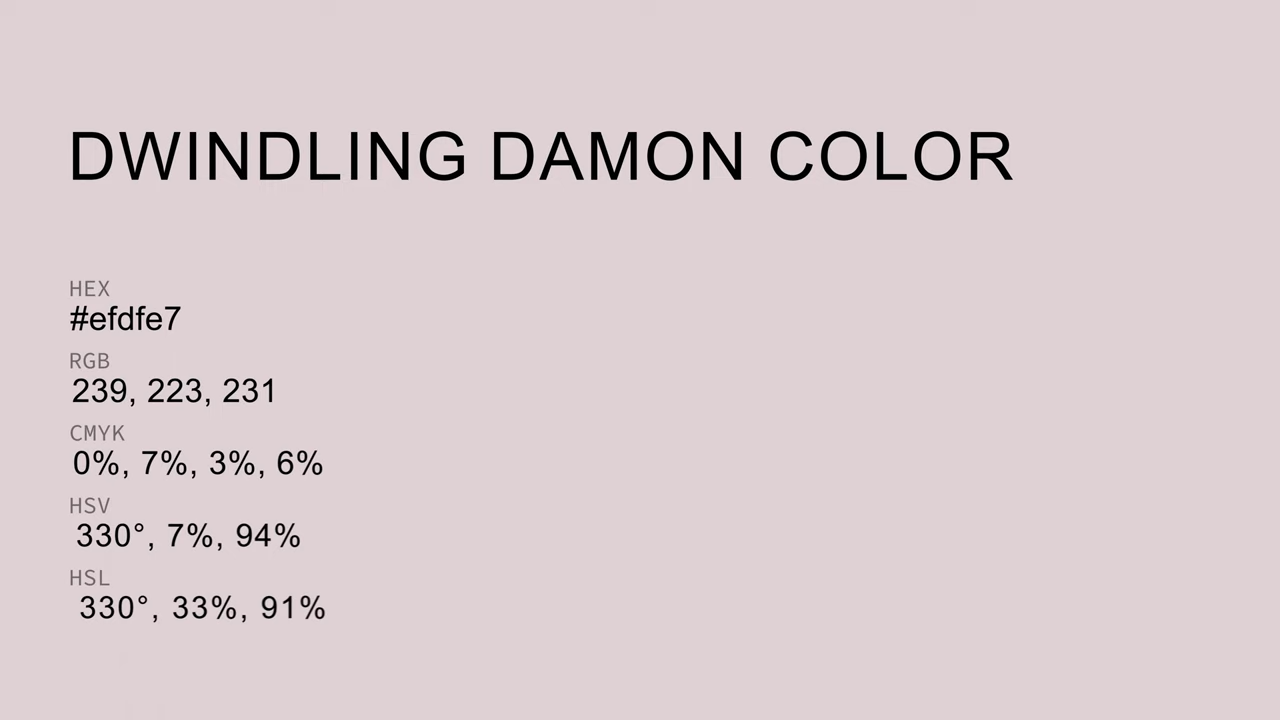 DWINDLING DAMON COLOR
HEX
#efdfe7
RGB
239, 223, 231
CMYK
0%, 7%, 3%, 6%
HSV
330°, 7%, 94%
HSL
330°, 33%, 91%